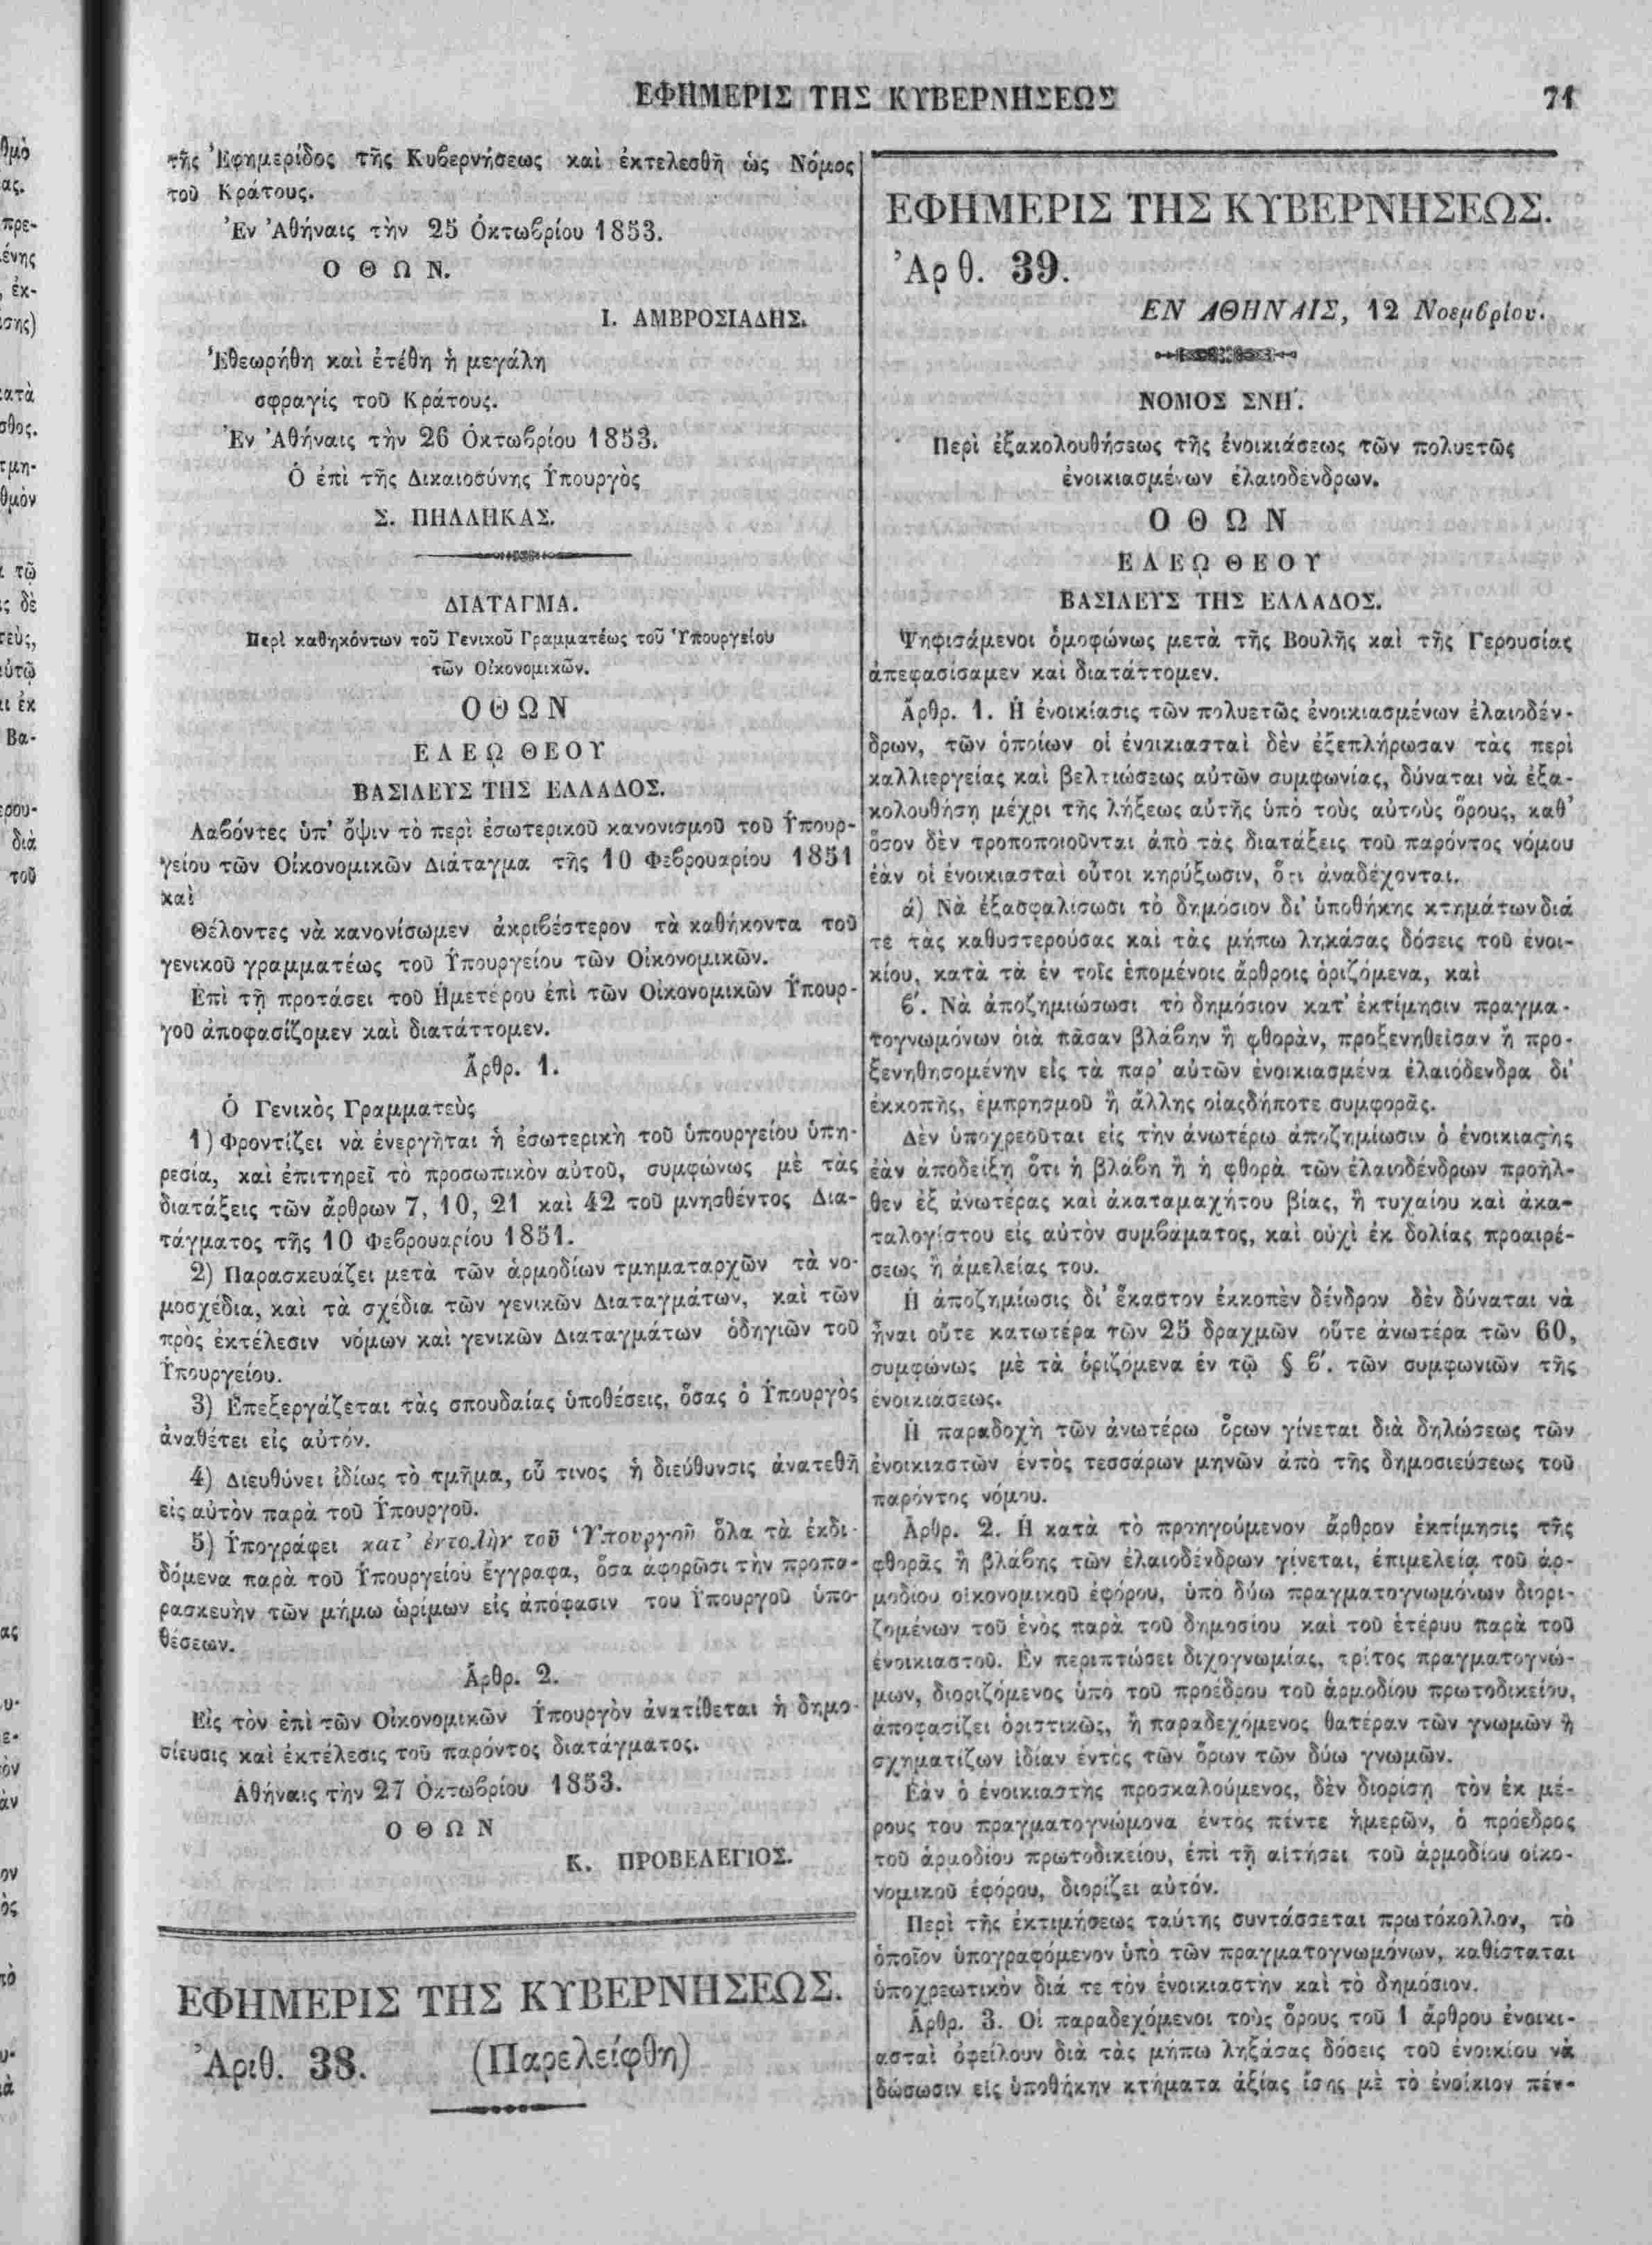 ΕΦΗΜΕΡΙΣ ΤΗΣ ΚΥΒΕΡΝΗΣΕΩΣ
71
τῆς Ἐφημερίδος τῆς Κυβερνήσεως καὶ ἐκτελεσθῆ ὡς Νόμος
τοῦ Κράτους.
Ἐν Ἀθήναις τὴν 25 Ὀκτωβρίου 1853.
Ο Θ Ω Ν.
Ι. ΑΜΒΡΟΣΙΑΔΗΣ.
Ἐθεωρήθη καὶ ἐτέθη ἡ μεγάλη
σφραγὶς τοῦ Κράτους.
Ἐν Ἀθήναις τὴν 26 Ὀκτωβρίου 1853.
Ὁ ἐπὶ τῆς Δικαιοσύνης Ὑπουργὸς
Σ. ΠΗΛΛΗΚΑΣ.
ΔΙΑΤΑΓΜΑ.
Περὶ καθηκόντων τοῦ Γενικοῦ Γραμματέως τοῦ Ὑπουργείου
τῶν Οἰκονομικῶν.
Ο Θ Ω Ν
ΕΛΕῼ ΘΕΟΥ
ΒΑΣΙΛΕΥΣ ΤΗΣ ΕΛΛΑΔΟΣ.
Λαβόντες ὑπ' ὄψιν τὸ περὶ ἐσωτερικοῦ κανονισμοῦ τοῦ Ὑπουρ-
γείου τῶν Οἰκονομικῶν Διάταγμα τῆς 10 Φεβρουαρίου 1851
καὶ
Θέλοντες νὰ κανονίσωμεν ἀκριβέστερον τὰ καθήκοντα τοῦ
γενικοῦ γραμματέως τοῦ Ὑπουργείου τῶν Οἰκονομικῶν.
Ἐπὶ τῇ προτάσει τοῦ Ἡμετέρου ἐπὶ τῶν Οἰκονομικῶν Ὑπουρ-
γοῦ ἀποφασίζομεν καὶ διατάττομεν.
Ἄρθρ. 1.
Ὁ Γενικὸς Γραμματεὺς
1) Φροντίζει νὰ ἐνεργῆται ἡ ἐσωτερικὴ τοῦ ὑπουργείου ὑπη-
ρεσία, καὶ ἐπιτηρεῖ τὸ προσωπικὸν αὐτοῦ, συμφώνως μὲ τὰς
διατάξεις τῶν ἄρθρων 7, 10, 21 καὶ 42 τοῦ μνησθέντος Δια-
τάγματος τῆς 10 Φεβρουαρίου 1851.
2) Παρασκευάζει μετὰ τῶν ἁρμοδίων τμηματαρχῶν τὰ νο-
μοσχέδια, καὶ τὰ σχέδια τῶν γενικῶν Διαταγμάτων, καὶ τῶν
πρὸς ἐκτέλεσιν νόμων καὶ γενικῶν Διαταγμάτων ὁδηγιῶν τοῦ
Ὑπουργείου.
3) Ἐπεξεργάζεται τὰς σπουδαίας ὑποθέσεις, ὅσας ὁ Ὑπουργὸς
ἀναθέτει εἰς αὐτόν.
4) Διευθύνει ἰδίως τὸ τμῆμα, οὗ τινος ἡ διεύθυνσις ἀνατεθῆ
εἰς αὐτὸν παρὰ τοῦ Ὑπουργοῦ.
5) Ὑπογράφει κατ' ἐντολὴν τοῦ Ὑπουργοῦ ὅλα τὰ ἐκδι-
δόμενα παρὰ τοῦ Ὑπουργείου ἔγγραφα, ὅσα ἀφορῶσι τὴν προπα-
ρασκευὴν τῶν μήμω ὡρίμων εἰς ἀπόφασιν του Ὑπουργοῦ ὑπο-
θέσεων.
Ἄρθρ. 2.
Εἰς τὸν ἐπὶ τῶν Οἰκονομικῶν Ὑπουργὸν ἀνατίθεται ἡ δημο-
σίευσις καὶ ἐκτέλεσις τοῦ παρόντος διατάγματος.
Ἀθήναις τὴν 27 Ὀκτωβρίου 1853.
Ο Θ Ω Ν
Κ. ΠΡΟΒΕΛΕΓΙΟΣ.
ΕΦΗΜΕΡΙΣ ΤΗΣ ΚΥΒΕΡΝΗΣΕΩΣ.
Ἀριθ. 38. (Παρελείφθη)
ΕΦΗΜΕΡΙΣ ΤΗΣ ΚΥΒΕΡΝΗΣΕΩΣ.
Ἀρθ. 39.
ΕΝ ΑΘΗΝΑΙΣ, 12 Νοεμβρίου.
ΝΟΜΟΣ ΣΝΗ'.
Περὶ ἐξακολουθήσεως τῆς ἐνοικιάσεως τῶν πολυετῶς
ἐνοικιασμένων ἐλαιοδένδρων.
Ο Θ Ω Ν
ΕΛΕῼ ΘΕΟΥ
ΒΑΣΙΛΕΥΣ ΤΗΣ ΕΛΛΑΔΟΣ.
Ψηφισάμενοι ὁμοφώνως μετὰ τῆς Βουλῆς καὶ τῆς Γερουσίας
ἀπεφασίσαμεν καὶ διατάττομεν.
Ἄρθρ. 1. Ἡ ἐνοικίασις τῶν πολυετῶς ἐνοικιασμένων ἐλαιοδέν-
δρων, τῶν ὁποίων οἱ ἐνοικιασταὶ δὲν ἐξεπλήρωσαν τὰς περὶ
καλλιεργείας καὶ βελτιώσεως αὐτῶν συμφωνίας, δύναται νὰ ἐξα-
κολουθήσῃ μέχρι τῆς λήξεως αὐτῆς ὑπὸ τοὺς αὐτοὺς ὅρους, καθ'
ὅσον δὲν τροποποιοῦνται ἀπὸ τὰς διατάξεις τοῦ παρόντος νόμου
ἐὰν οἱ ἐνοικιασταὶ οὗτοι κηρύξωσιν, ὅτι ἀναδέχονται.
ά) Νὰ ἐξασφαλίσωσι τὸ δημόσιον δι' ὑποθήκης κτημάτων διά
τε τὰς καθυστερούσας καὶ τὰς μήπω ληκάσας δόσεις τοῦ ἐνοι-
κίου, κατὰ τὰ ἐν τοῖς ἑπομένοις ἄρθροις ὁριζόμενα, καὶ
β'. Νὰ ἀποζημιώσωσι τὸ δημόσιον κατ' ἐκτίμησιν πραγμα-
τογνωμόνων διὰ πᾶσαν βλάβην ἢ φθορὰν, προξενηθεῖσαν ἢ προ-
ξενηθησομένην εἰς τὰ παρ' αὐτῶν ἐνοικιασμένα ἐλαιόδενδρα δι'
ἐκκοπῆς, ἐμπρησμοῦ ἢ ἄλλης οἱαςδήποτε συμφορᾶς.
Δὲν ὑποχρεοῦται εἰς τὴν ἀνωτέρω ἀποζημίωσιν ὁ ἐνοικιαστὴς
ἐὰν ἀποδείξῃ ὅτι ἡ βλάβη ἢ ἡ φθορὰ τῶν ἐλαιοδένδρων προῆλ-
θεν ἐξ ἀνωτέρας καὶ ἀκαταμαχήτου βίας, ἢ τυχαίου καὶ ἀκα-
ταλογίστου εἰς αὐτὸν συμβάματος, καὶ οὐχὶ ἐκ δολίας προαιρέ-
σεως ἢ ἀμελείας του.
Ἡ ἀποζημίωσις δι' ἕκαστον ἐκκοπὲν δένδρον δὲν δύναται νὰ
ἦναι οὔτε κατωτέρα τῶν 25 δραχμῶν οὔτε ἀνωτέρα τῶν 60,
συμφώνως μὲ τὰ ὁριζόμενα ἐν τῷ § β'. τῶν συμφωνιῶν τῆς
ἐνοικιάσεως.
Ἡ παραδοχὴ τῶν ἀνωτέρω ὅρων γίνεται διὰ δηλώσεως τῶν
ἐνοικιαστῶν ἐντὸς τεσσάρων μηνῶν ἀπὸ τῆς δημοσιεύσεως τοῦ
παρόντος νόμου.
Ἄρθρ. 2. Ἡ κατὰ τὸ προηγούμενον ἄρθρον ἐκτίμησις τῆς
φθορᾶς ἢ βλάβης τῶν ἐλαιοδένδρων γίνεται, ἐπιμελείᾳ τοῦ ἁρ-
μοδίου οἰκονομικοῦ ἐφόρου, ὑπὸ δύω πραγματογνωμόνων διορι-
ζομένων τοῦ ἑνὸς παρὰ τοῦ δημοσίου καὶ τοῦ ἑτέρυυ παρὰ τοῦ
ἐνοικιαστοῦ. Ἐν περιπτώσει διχογνωμίας, τρίτος πραγματογνώ-
μων, διοριζόμενος ὑπὸ τοῦ προέδρου τοῦ ἁρμοδίου πρωτοδικείου,
ἀποφασίζει ὁριστικῶς, ἢ παραδεχόμενος θατέραν τῶν γνωμῶν ἢ
σχηματίζων ἰδίαν ἐντὸς τῶν ὅρων τῶν δύω γνωμῶν.
Ἐὰν ὁ ἐνοικιαστὴς προσκαλούμενος, δὲν διορίσῃ τὸν ἐκ μέ-
ρους του πραγματογνώμονα ἐντὸς πέντε ἡμερῶν, ὁ πρόεδρος
τοῦ ἁρμοδίου πρωτοδικείου, ἐπὶ τῇ αἰτήσει τοῦ ἁρμοδίου οἰκο-
νομικοῦ ἐφόρου, διορίζει αὐτόν.
Περὶ τῆς ἐκτιμήσεως ταύτης συντάσσεται πρωτόκολλον, τὸ
ὁποῖον ὑπογραφόμενον ὑπὸ τῶν πραγματογνωμόνων, καθίσταται
ὑποχρεωτικὸν διά τε τὸν ἐνοικιαστὴν καὶ τὸ δημόσιον.
Ἄρθρ. 3. Οἱ παραδεχόμενοι τοὺς ὅρους τοῦ 1 ἄρθρου ἐνοικι-
ασταὶ ὀφείλουν διὰ τὰς μήπω ληξάσας δόσεις τοῦ ἐνοικίου νὰ
δώσωσιν εἰς ὑποθήκην κτήματα ἀξίας ἴσης μὲ τὸ ἐνοίκιον πέν-